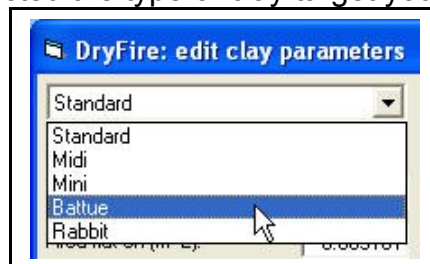 DryFire: edit clay parameters
Standard
Standard
Midi
Mini
Battue
Rabbit